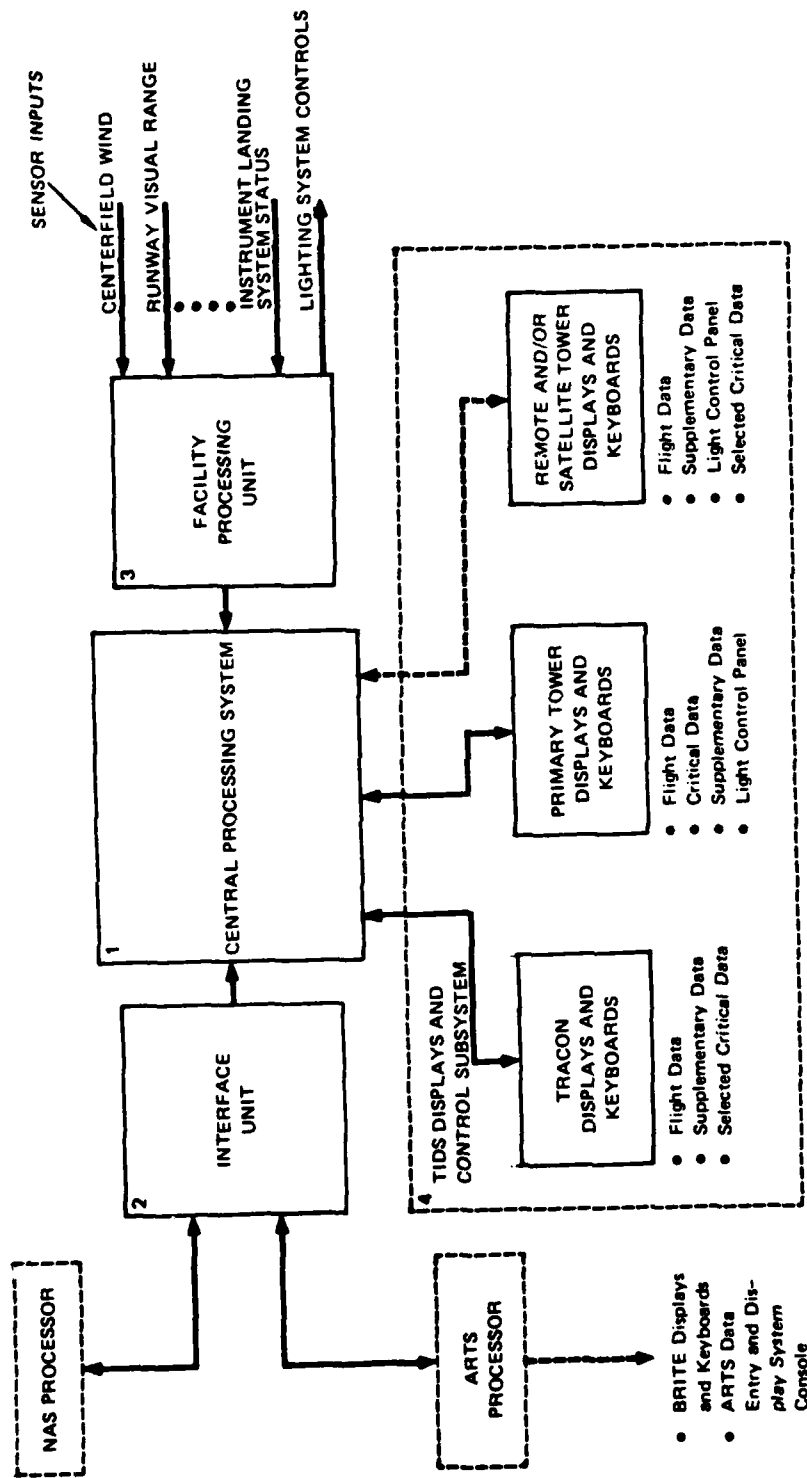 SENSOR INPUTS
CENTERFIELD WIND
RUNWAY VISUAL RANGE
INSTRUMENT LANDING
SYSTEM STATUS
LIGHTING SYSTEM CONTROLS
3
FACILITY
PROCESSING
UNIT
1
CENTRAL PROCESSING SYSTEM
2
INTERFACE
UNIT
NAS PROCESSOR
ARTS
PROCESSOR
• BRITE Displays
and Keyboards
• ARTS Data
Entry and Dis-
play System
Console
4
TIDS DISPLAYS AND
CONTROL SUBSYSTEM
TRACON
DISPLAYS AND
KEYBOARDS
• Flight Data
• Supplementary Data
• Selected Critical Data
PRIMARY TOWER
DISPLAYS AND
KEYBOARDS
• Flight Data
• Critical Data
• Supplementary Data
• Light Control Panel
REMOTE AND/OR
SATELLITE TOWER
DISPLAYS AND
KEYBOARDS
• Flight Data
• Supplementary Data
• Light Control Panel
• Selected Critical Data